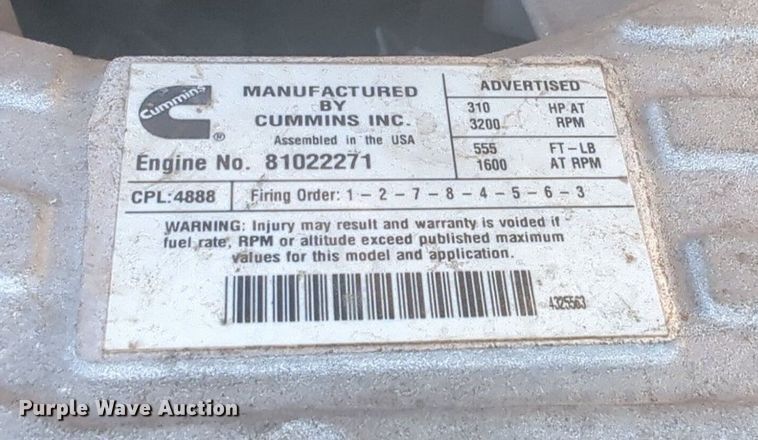 Cummins
®
MANUFACTURED
BY
CUMMINS INC.
Assembled in the USA
Engine No. 81022271
ADVERTISED
310 HP AT
3200 RPM
555 FT-LB
1600 AT RPM
CPL:4888 Firing Order: 1-2-7-8-4-5-6-3
WARNING: Injury may result and warranty is voided if
fuel rate, RPM or altitude exceed published maximum
values for this model and application.
4325563
Purple Wave Auction